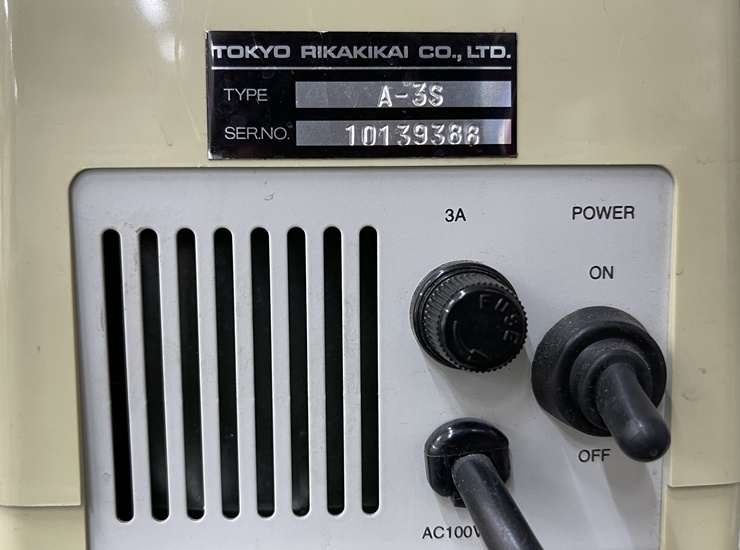 TOKYO RIKAKIKAI CO., LTD.
TYPE A-3S
SER.NO. 10139388
3A
POWER
ON
FUSE
OFF
AC100V